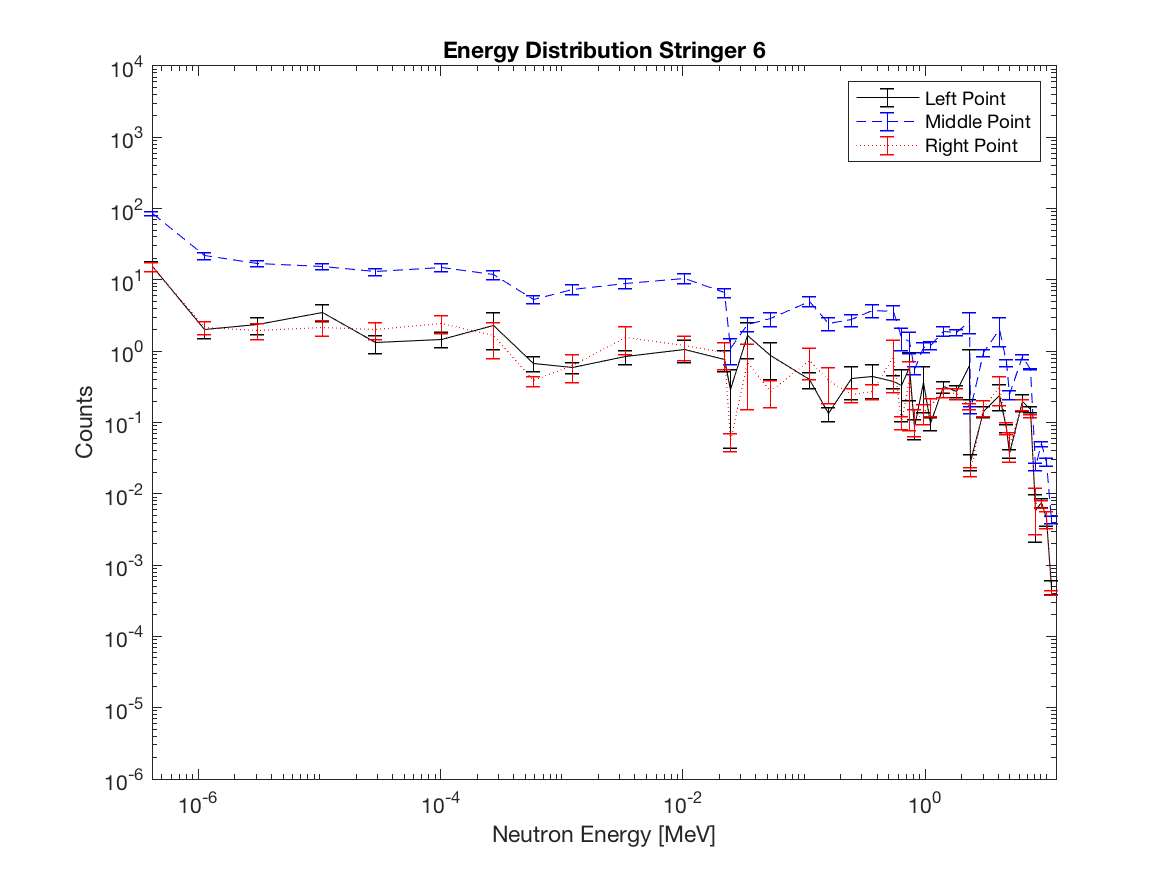 Energy Distribution Stringer 6
10^4
10^3
10^2
10^1
10^0
10^-1
10^-2
10^-3
10^-4
10^-5
10^-6
Counts
Left Point
Middle Point
Right Point
10^-6
10^-4
10^-2
10^0
Neutron Energy [MeV]